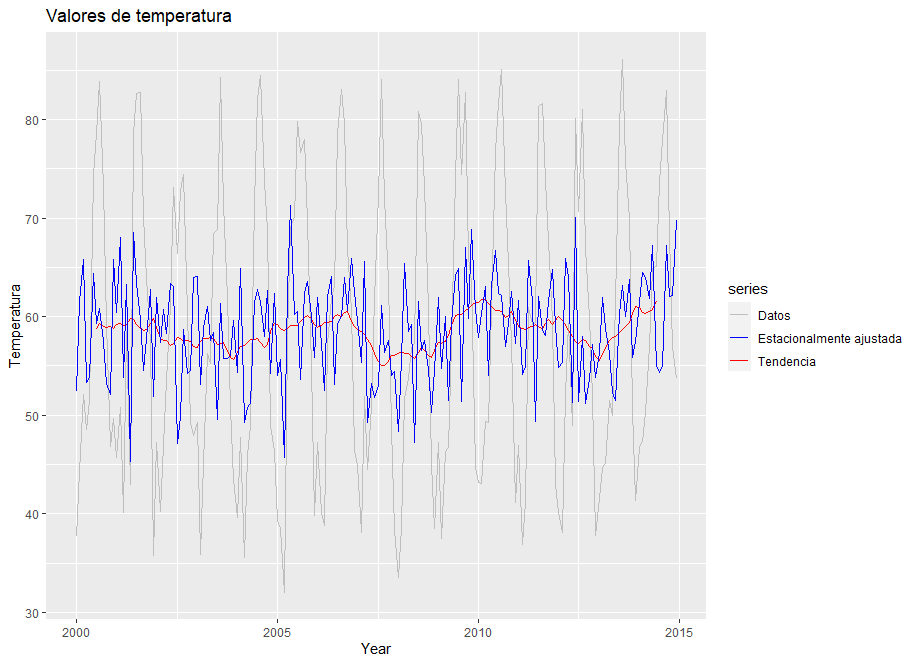 Valores de temperatura
80
70
60
50
40
30
Temperatura
2000
2005
2010
2015
Year
series
Datos
Estacionalmente ajustada
Tendencia